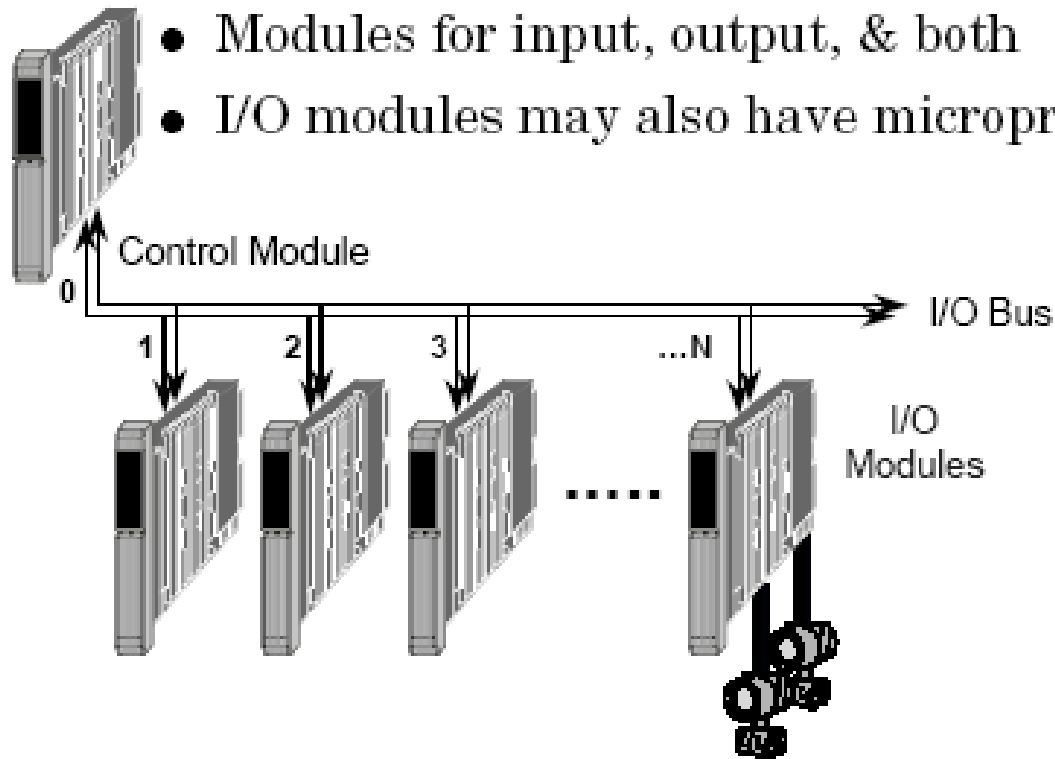 • Modules for input, output, & both
• I/O modules may also have micropr
Control Module
0
I/O Bus
1
2
3
...N
I/O
Modules
.....